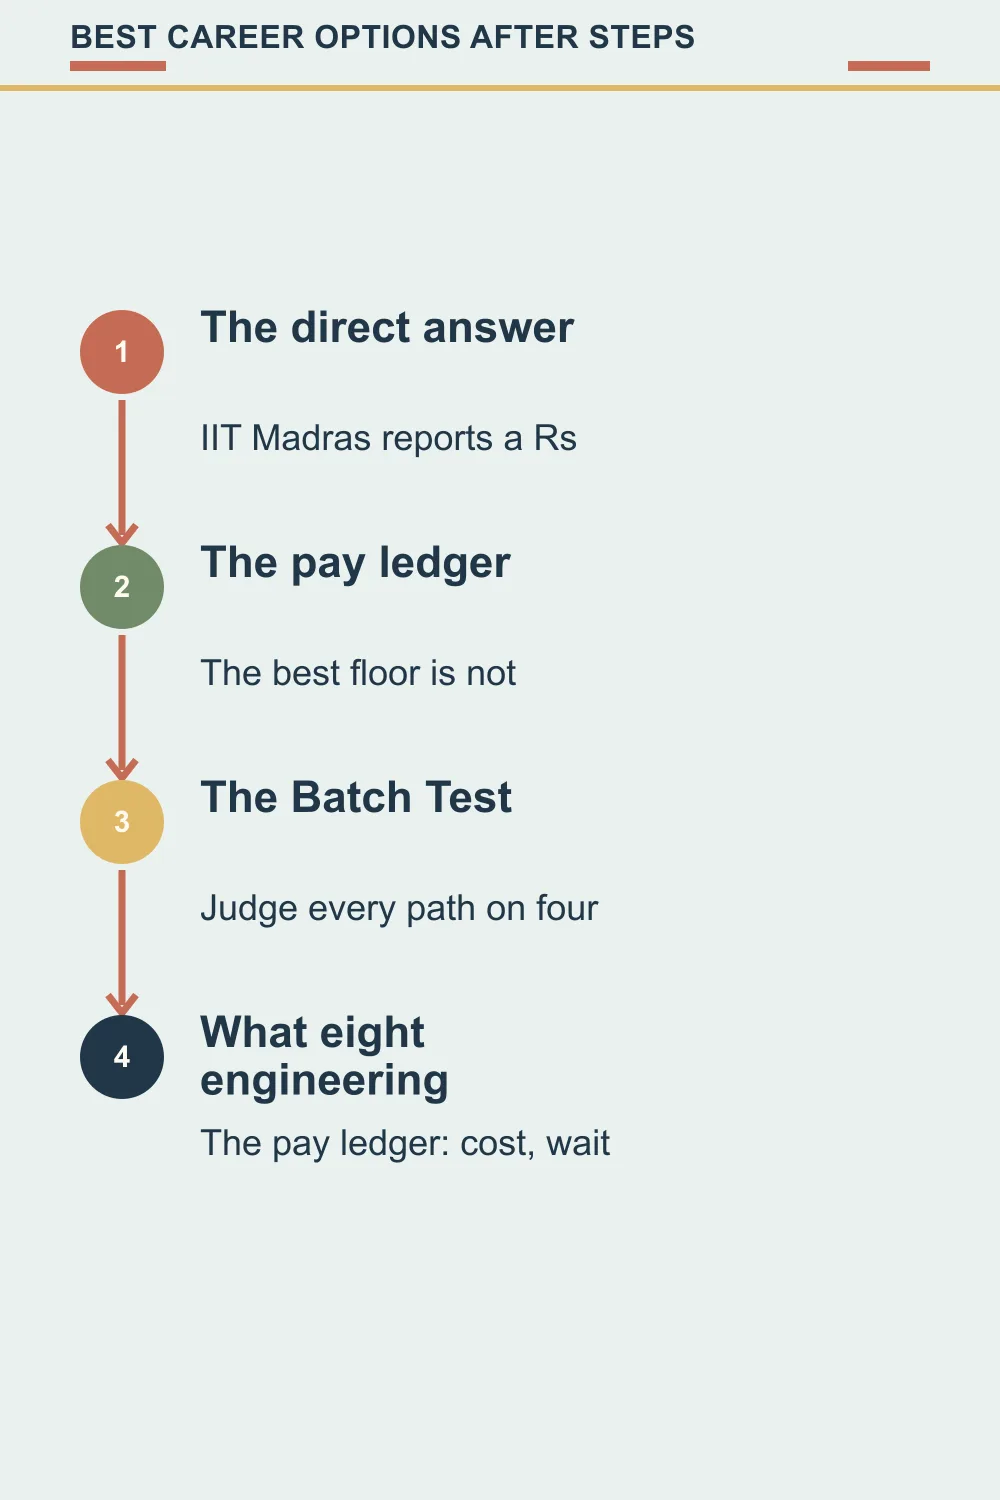 BEST CAREER OPTIONS AFTER STEPS
1
The direct answer
IIT Madras reports a Rs
2
The pay ledger
The best floor is not
3
The Batch Test
Judge every path on four
4
What eight
engineering
The pay ledger: cost, wait